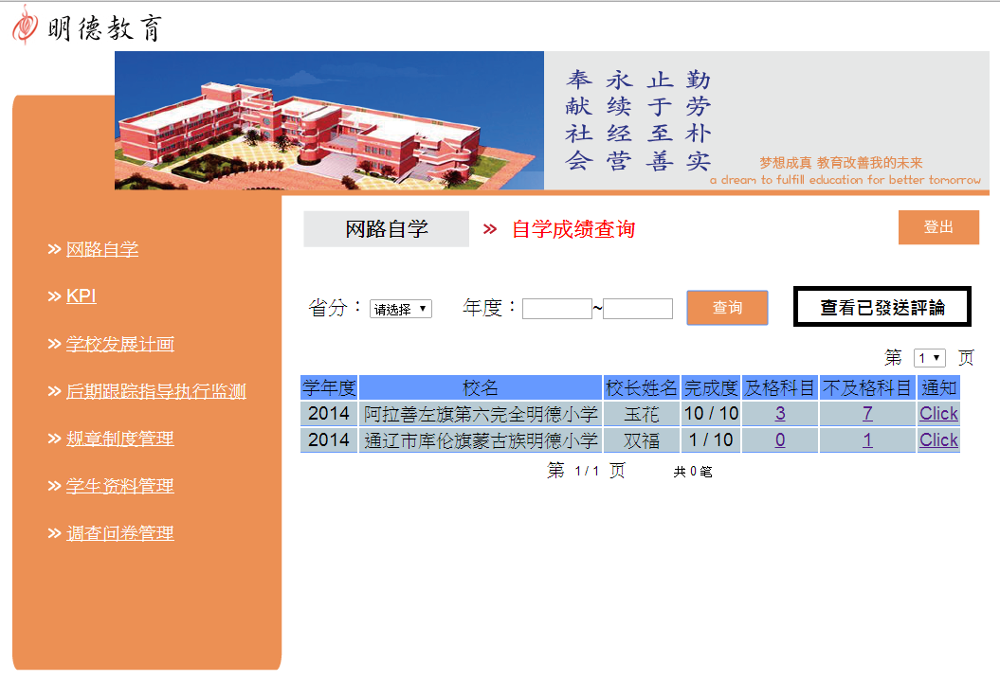 明德教育
勤劳朴实
止于至善
永续经营
奉献社会
梦想成真 教育改善我的未来
a dream to fulfill education for better tomorrow
网路自学 » 自学成绩查询 登出
» 网路自学
» KPI
» 学校发展计画
» 后期跟踪指导执行监测
» 规章制度管理
» 学生资料管理
» 调查问卷管理
省分： 请选择 年度： ~ 查询 查看已發送評論
第 1 页
学年度 校名 校长姓名 完成度 及格科目 不及格科目 通知
2014 阿拉善左旗第六完全明德小学 玉花 10 / 10 3 7 Click
2014 通辽市库伦旗蒙古族明德小学 双福 1 / 10 0 1 Click
第 1 / 1 页 共 0 笔